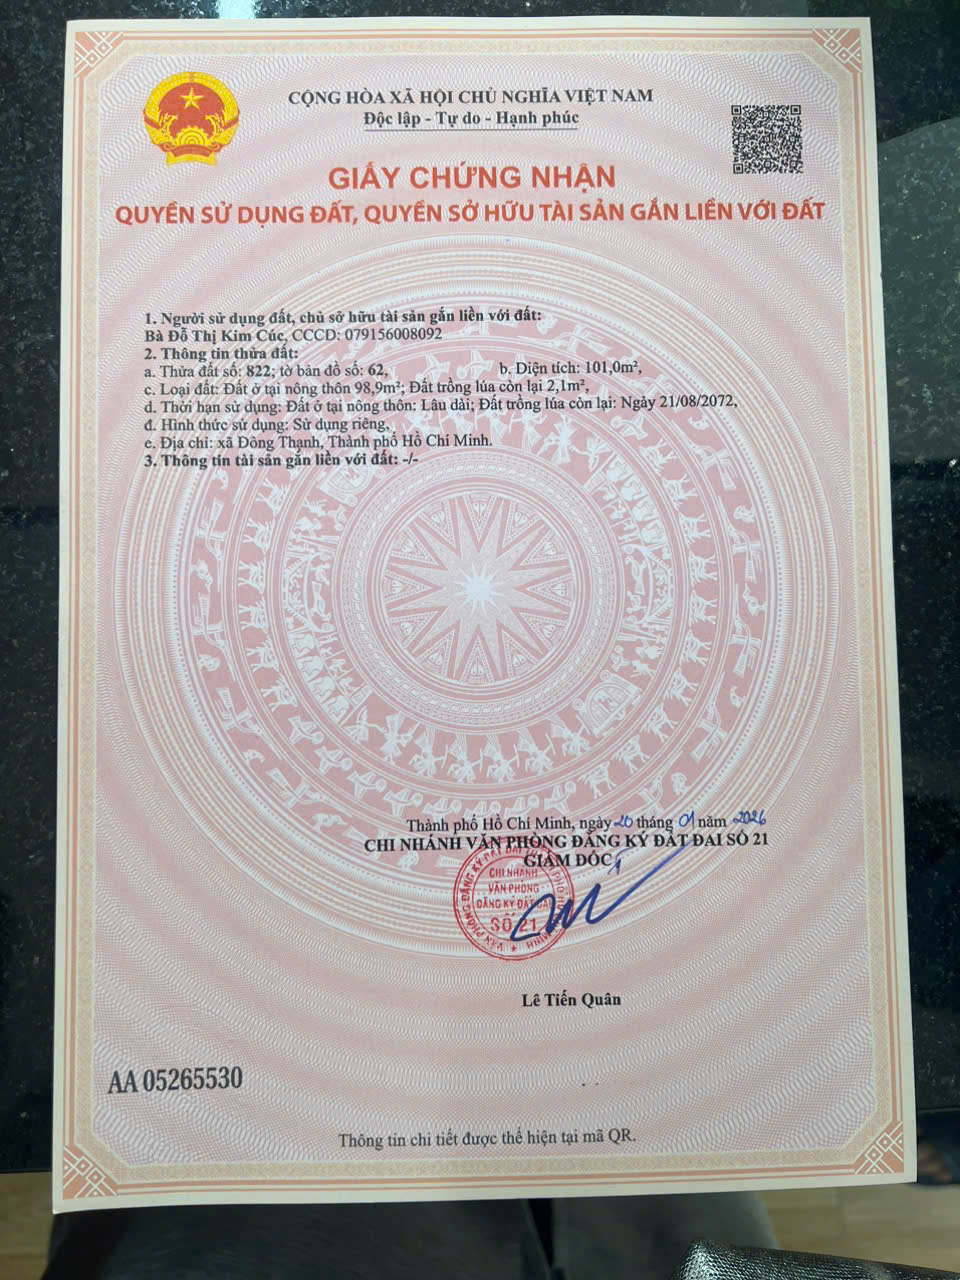 CỘNG HÒA XÃ HỘI CHỦ NGHĨA VIỆT NAM
Độc lập - Tự do - Hạnh phúc
GIẤY CHỨNG NHẬN
QUYỀN SỬ DỤNG ĐẤT, QUYỀN SỞ HỮU TÀI SẢN GẮN LIỀN VỚI ĐẤT
1. Người sử dụng đất, chủ sở hữu tài sản gắn liền với đất:
Bà Đỗ Thị Kim Cúc, CCCD: 079156008092
2. Thông tin thửa đất:
a. Thửa đất số: 822; tờ bản đồ số: 62, b. Diện tích: 101,0m²,
c. Loại đất: Đất ở tại nông thôn 98,9m²; Đất trồng lúa còn lại 2,1m²,
d. Thời hạn sử dụng: Đất ở tại nông thôn: Lâu dài; Đất trồng lúa còn lại: Ngày 21/08/2072,
đ. Hình thức sử dụng: Sử dụng riêng,
e. Địa chỉ: xã Đông Thạnh, Thành phố Hồ Chí Minh.
3. Thông tin tài sản gắn liền với đất: -/-
Thành phố Hồ Chí Minh, ngày 20 tháng 01 năm 2026
CHI NHÁNH VĂN PHÒNG ĐĂNG KÝ ĐẤT ĐAI SỐ 21
GIÁM ĐỐC
CHI NHÁNH
VĂN PHÒNG
ĐĂNG KÝ ĐẤT ĐAI
SỐ 21
Lê Tiến Quân
AA 05265530
Thông tin chi tiết được thể hiện tại mã QR.